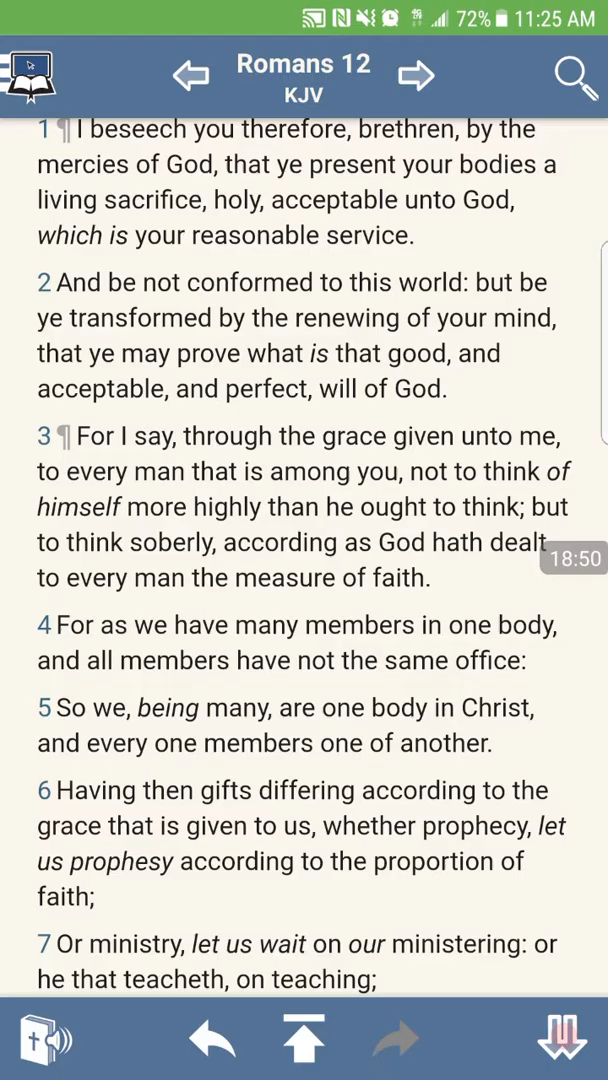 72% 11:25 AM
Romans 12
KJV
1 ¶ I beseech you therefore, brethren, by the
mercies of God, that ye present your bodies a
living sacrifice, holy, acceptable unto God,
which is your reasonable service.
2 And be not conformed to this world: but be
ye transformed by the renewing of your mind,
that ye may prove what is that good, and
acceptable, and perfect, will of God.
3 ¶ For I say, through the grace given unto me,
to every man that is among you, not to think of
himself more highly than he ought to think; but
to think soberly, according as God hath dealt
18:50
to every man the measure of faith.
4 For as we have many members in one body,
and all members have not the same office:
5 So we, being many, are one body in Christ,
and every one members one of another.
6 Having then gifts differing according to the
grace that is given to us, whether prophecy, let
us prophesy according to the proportion of
faith;
7 Or ministry, let us wait on our ministering: or
he that teacheth, on teaching;